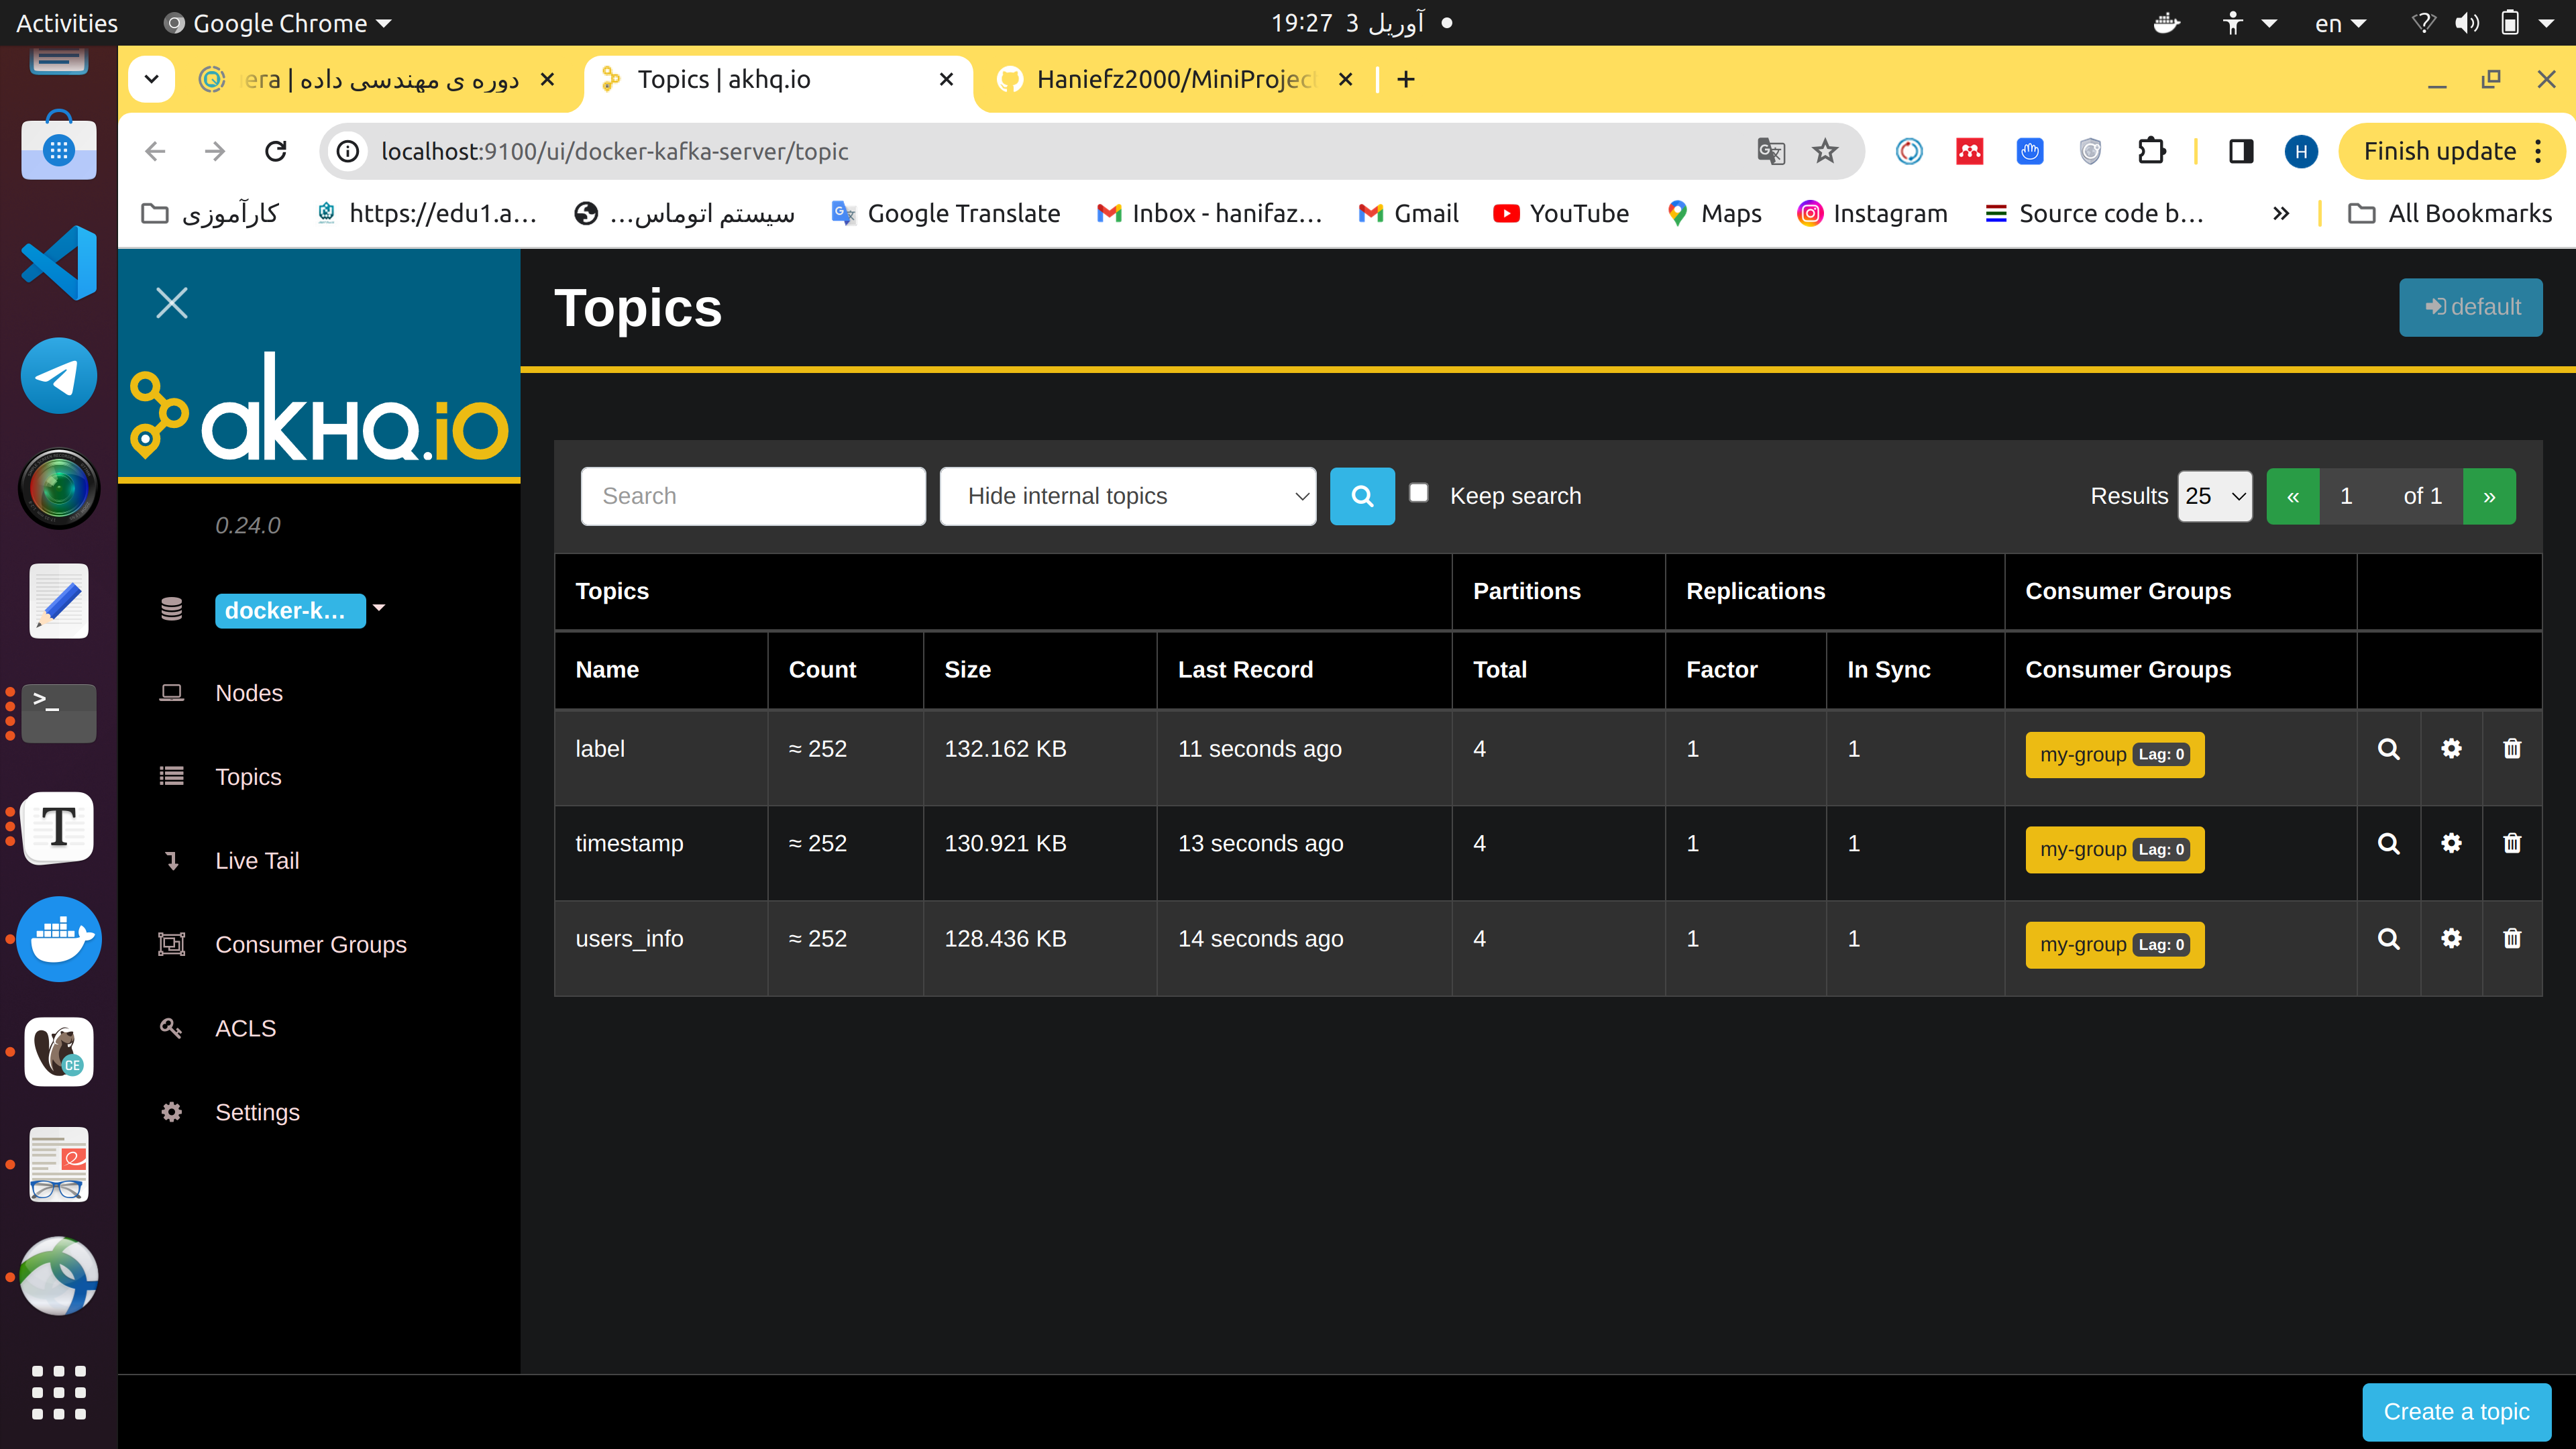 Activities Google Chrome 19:27 3 آوریل en
era | دوره ی مهندسی داده Topics | akhq.io Haniefz2000/MiniProject
localhost:9100/ui/docker-kafka-server/topic Finish update
H
کارآموزی https://edu1.a... سیستم اتوماس... Google Translate Inbox - hanifaz... Gmail YouTube Maps Instagram Source code b... » All Bookmarks
akHQ.io
0.24.0
docker-k...
Nodes
Topics
Live Tail
Consumer Groups
ACLS
Settings
Topics default
Search Hide internal topics Keep search Results 25 « 1 of 1 »
Topics Partitions Replications Consumer Groups
Name Count Size Last Record Total Factor In Sync Consumer Groups
label ≈ 252 132.162 KB 11 seconds ago 4 1 1 my-group Lag: 0
timestamp ≈ 252 130.921 KB 13 seconds ago 4 1 1 my-group Lag: 0
users_info ≈ 252 128.436 KB 14 seconds ago 4 1 1 my-group Lag: 0
Create a topic
>_
T
CE